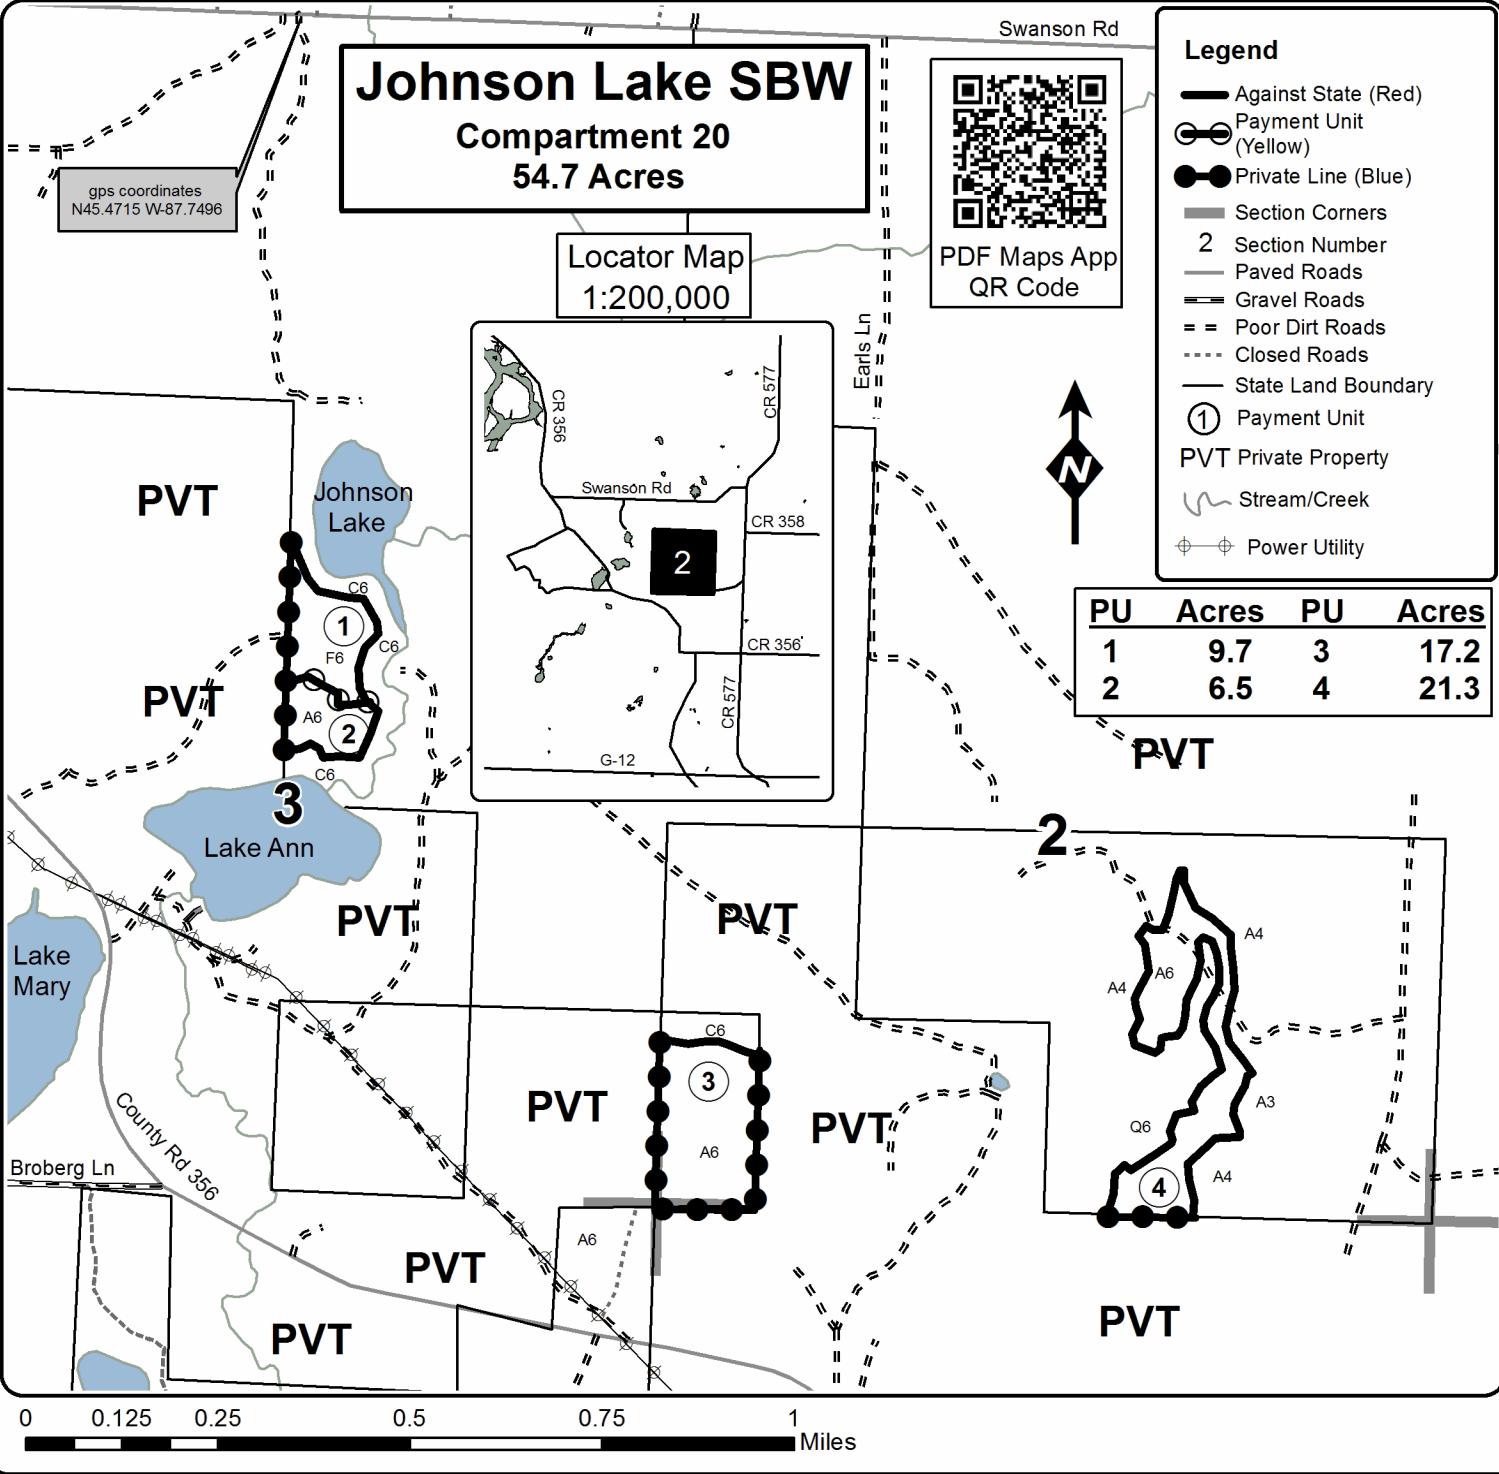 Swanson Rd
Johnson Lake SBW
Compartment 20
54.7 Acres
gps coordinates
N45.4715 W-87.7496
Locator Map
1:200,000
PDF Maps App
QR Code
Legend
Against State (Red)
Payment Unit
(Yellow)
Private Line (Blue)
Section Corners
2
Section Number
Paved Roads
Gravel Roads
Poor Dirt Roads
Closed Roads
State Land Boundary
1
Payment Unit
PVT
Private Property
Stream/Creek
Power Utility
Earls Ln
CR 356
CR 577
Swanson Rd
CR 358
2
CR 356
CR 577
G-12
N
PU Acres PU Acres
1 9.7 3 17.2
2 6.5 4 21.3
PVT
Johnson
Lake
C6
1
C6
F6
PVT
A6
2
C6
PVT
3
Lake Ann
2
PVT
PVT
A4
A6
A4
Lake
Mary
C6
3
PVT
PVT
A3
Q6
County Rd 356
A6
Broberg Ln
A4
4
A6
PVT
PVT
PVT
0 0.125 0.25 0.5 0.75 1
Miles